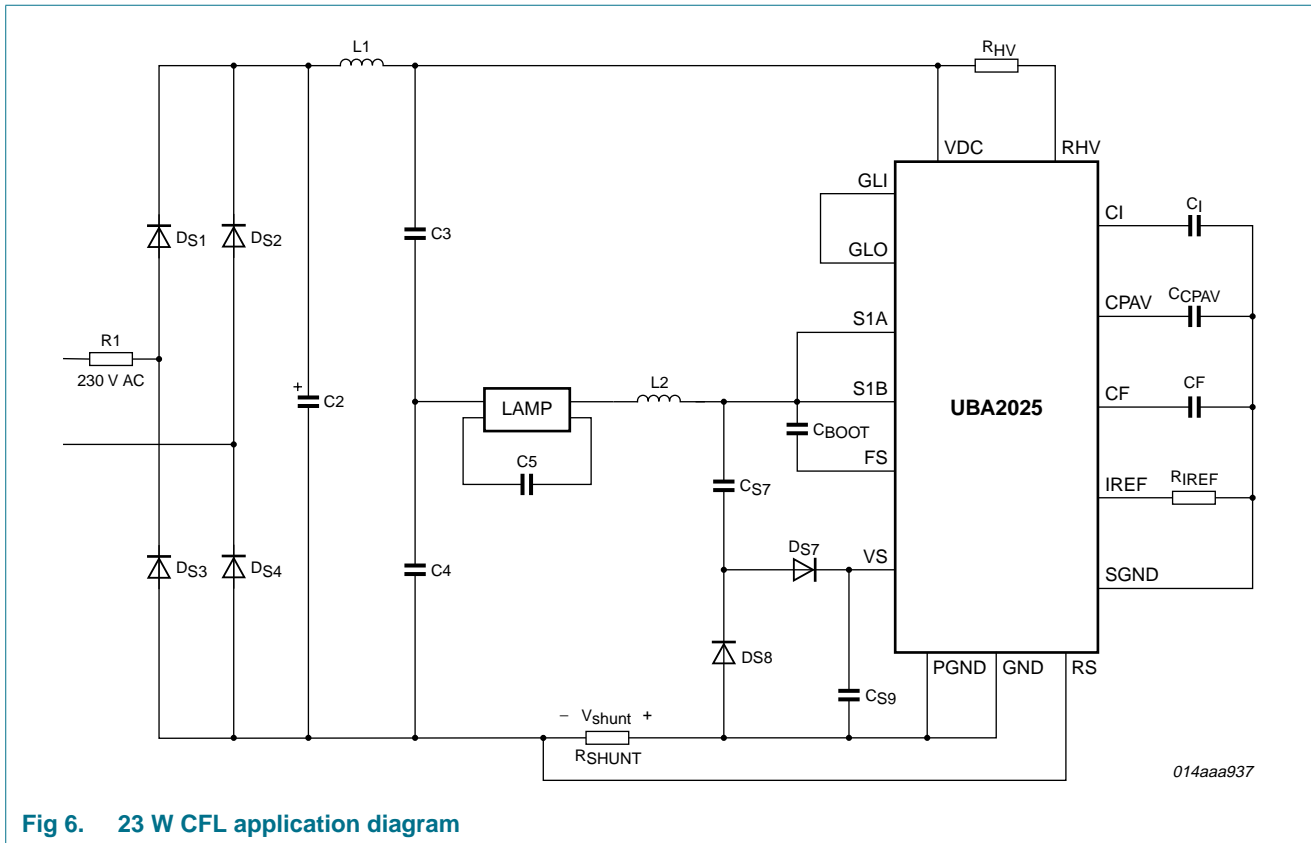 L1
RHV
VDC
RHV
GLI
CI
CI
DS1
DS2
C3
GLO
CPAV
CCPAV
S1A
R1
230 V AC
+
C2
LAMP
L2
–
S1B
UBA2025
CF
CF
CBOOT
C5
FS
CS7
IREF
RIREF
DS3
DS4
C4
DS7
VS
SGND
DS8
PGND
GND
RS
CS9
– Vshunt +
RSHUNT
014aaa937
Fig 6. 23 W CFL application diagram